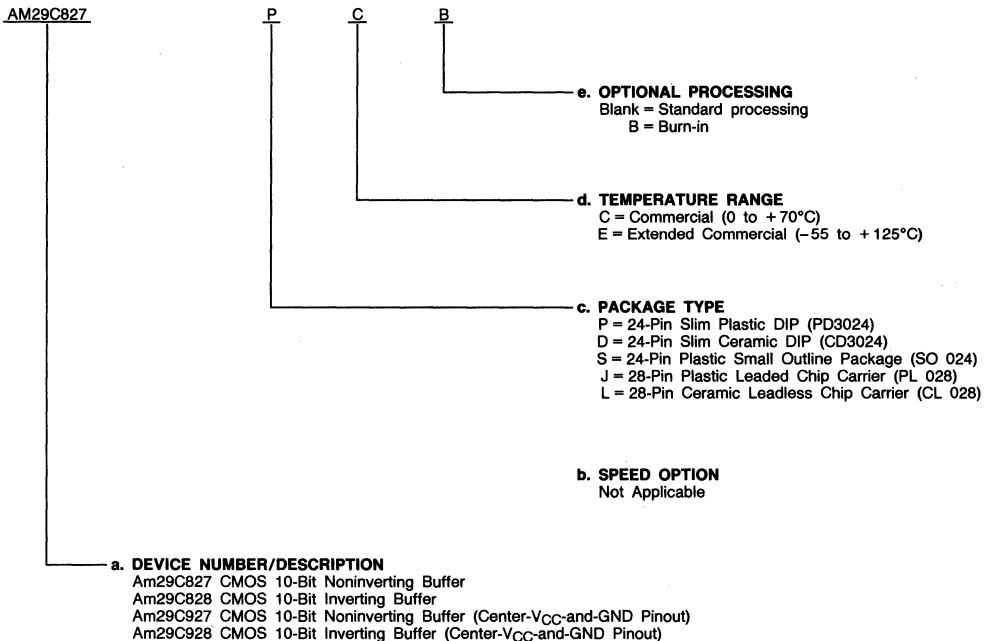 AM29C827 P C B
e. OPTIONAL PROCESSING
Blank = Standard processing
B = Burn-in
d. TEMPERATURE RANGE
C = Commercial (0 to +70°C)
E = Extended Commercial (-55 to +125°C)
c. PACKAGE TYPE
P = 24-Pin Slim Plastic DIP (PD3024)
D = 24-Pin Slim Ceramic DIP (CD3024)
S = 24-Pin Plastic Small Outline Package (SO 024)
J = 28-Pin Plastic Leaded Chip Carrier (PL 028)
L = 28-Pin Ceramic Leadless Chip Carrier (CL 028)
b. SPEED OPTION
Not Applicable
a. DEVICE NUMBER/DESCRIPTION
Am29C827 CMOS 10-Bit Noninverting Buffer
Am29C828 CMOS 10-Bit Inverting Buffer
Am29C927 CMOS 10-Bit Noninverting Buffer (Center-VCC-and-GND Pinout)
Am29C928 CMOS 10-Bit Inverting Buffer (Center-VCC-and-GND Pinout)